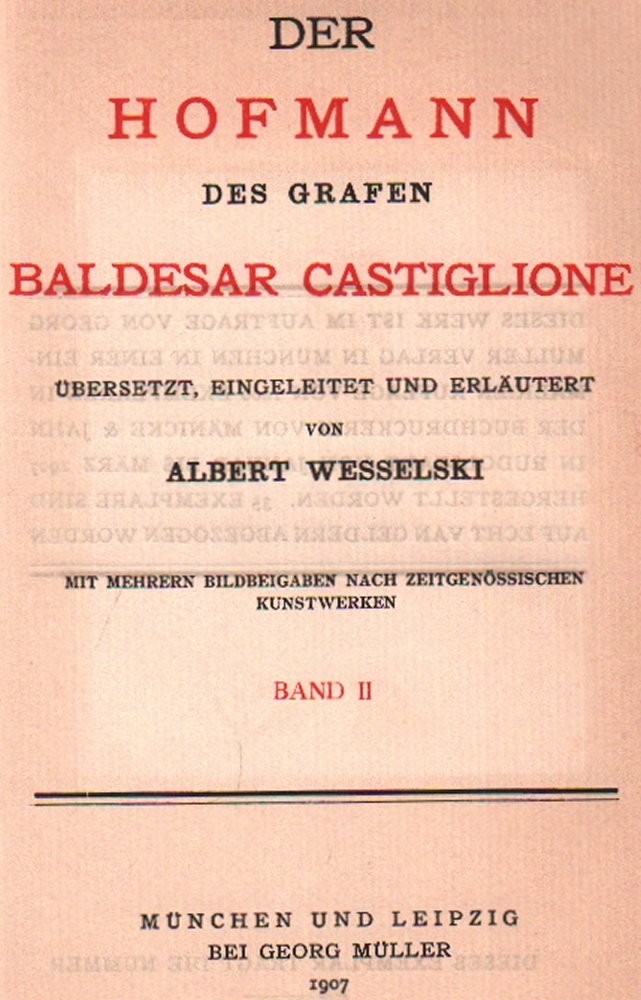 DER
HOFMANN
DES GRAFEN
BALDESAR CASTIGLIONE
ÜBERSETZT, EINGELEITET UND ERLÄUTERT
VON
ALBERT WESSELSKI
MIT MEHRERN BILDBEIGABEN NACH ZEITGENÖSSISCHEN
KUNSTWERKEN
BAND II
MÜNCHEN UND LEIPZIG
BEI GEORG MÜLLER
1907